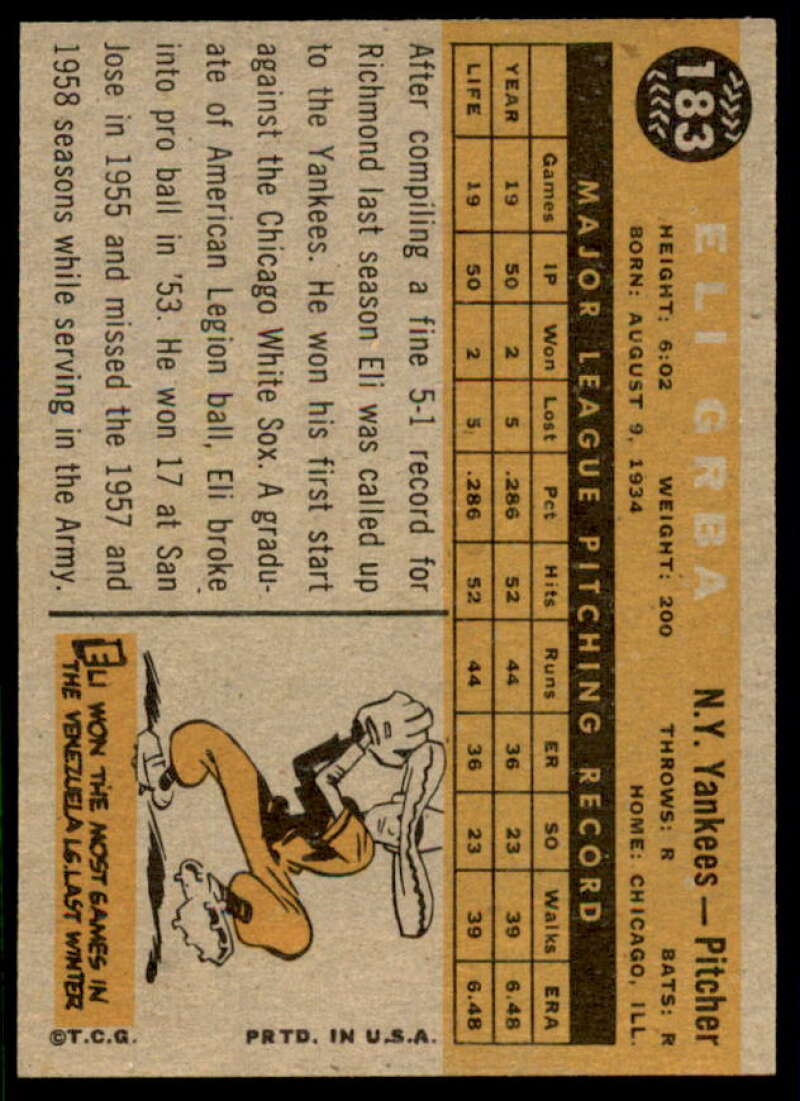 183
ELI GRBA N.Y. Yankees — Pitcher
HEIGHT: 6:02 WEIGHT: 200 THROWS: R BATS: R
BORN: AUGUST 9, 1934 HOME: CHICAGO, ILL.
MAJOR LEAGUE PITCHING RECORD
Games IP Won Lost Pct Hits Runs ER SO Walks ERA
YEAR 19 50 2 5 .286 52 44 36 23 39 6.48
LIFE 19 50 2 5 .286 52 44 36 23 39 6.48
After compiling a fine 5-1 record for
Richmond last season Eli was called up
to the Yankees. He won his first start
against the Chicago White Sox. A gradu-
ate of American Legion ball, Eli broke
into pro ball in '53. He won 17 at San
Jose in 1955 and missed the 1957 and
1958 seasons while serving in the Army.
ELI WON THE MOST GAMES IN
THE VENEZUELA LG. LAST WINTER
©T.C.G. PRTD. IN U.S.A.